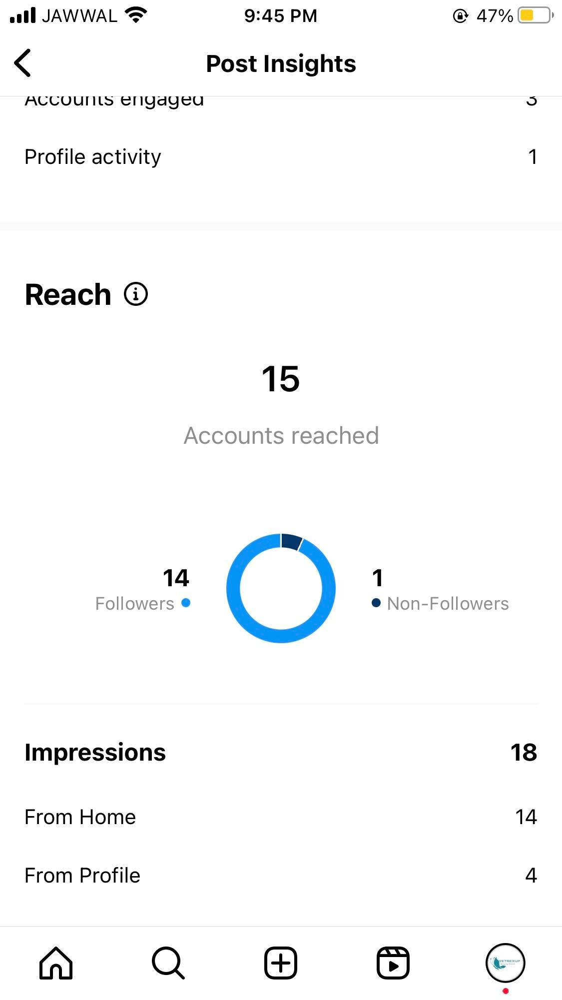 JAWWAL 9:45 PM 47%
Post Insights
Accounts engaged 3
Profile activity 1
Reach
15
Accounts reached
14
Followers
1
Non-Followers
Impressions 18
From Home 14
From Profile 4
VETREXUP